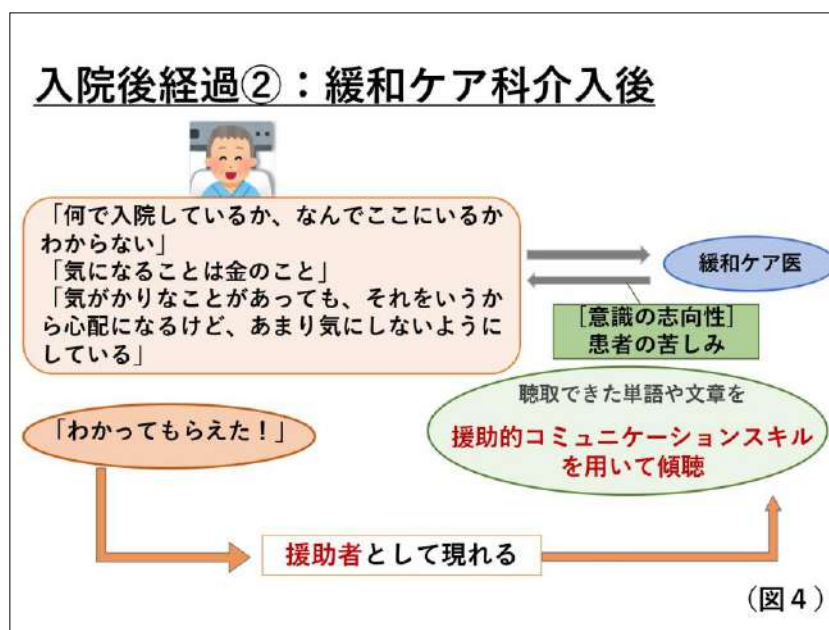 入院後経過②：緩和ケア科介入後
「何で入院しているか、なんでここにいるか
わからない」
「気になることは金のこと」
「気がかりなことがあっても、それをいうか
ら心配になるけど、あまり気にしないように
している」
緩和ケア医
［意識の志向性］
患者の苦しみ
聴取できた単語や文章を
援助的コミュニケーションスキル
を用いて傾聴
「わかってもらえた！」
援助者として現れる
（図４）